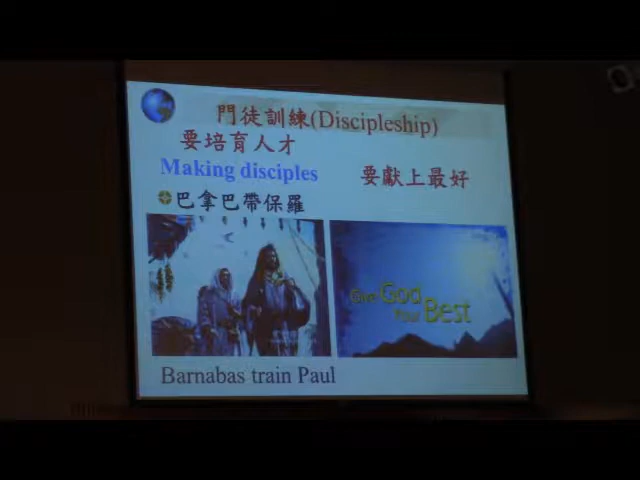 門徒訓練(Discipleship)
要培育人才
Making disciples
要獻上最好
巴拿巴帶保羅
Give God
Your Best
Barnabas train Paul